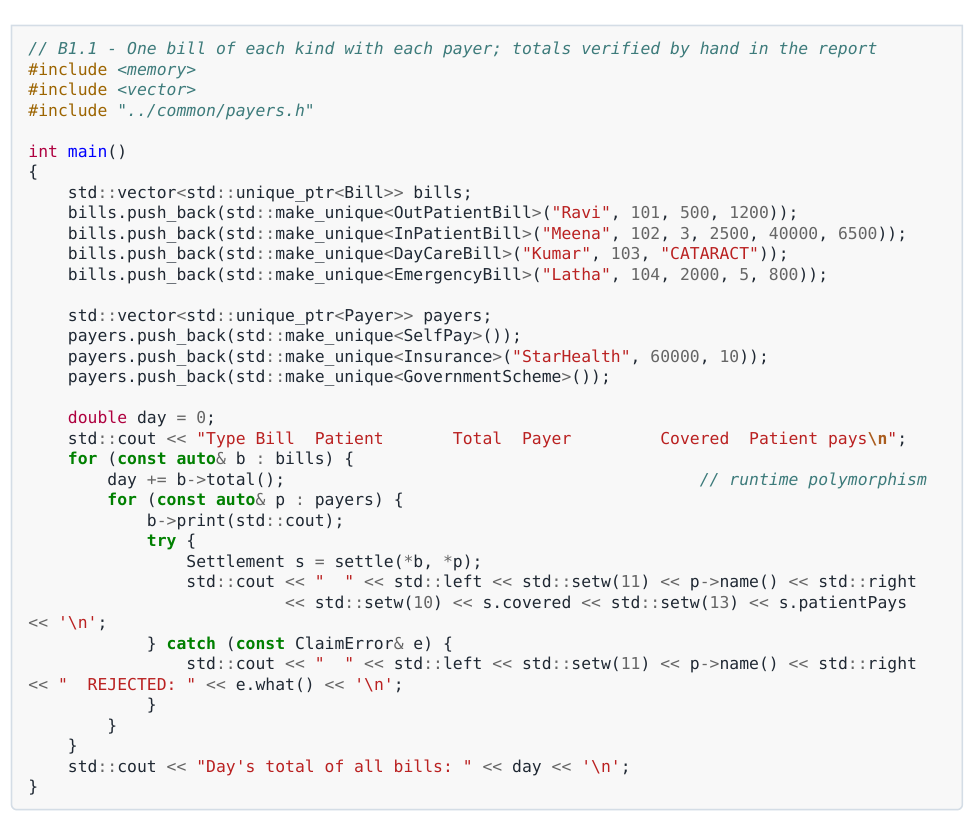 // B1.1 - One bill of each kind with each payer; totals verified by hand in the report
#include <memory>
#include <vector>
#include "../common/payers.h"

int main()
{
    std::vector<std::unique_ptr<Bill>> bills;
    bills.push_back(std::make_unique<OutPatientBill>("Ravi", 101, 500, 1200));
    bills.push_back(std::make_unique<InPatientBill>("Meena", 102, 3, 2500, 40000, 6500));
    bills.push_back(std::make_unique<DayCareBill>("Kumar", 103, "CATARACT"));
    bills.push_back(std::make_unique<EmergencyBill>("Latha", 104, 2000, 5, 800));

    std::vector<std::unique_ptr<Payer>> payers;
    payers.push_back(std::make_unique<SelfPay>());
    payers.push_back(std::make_unique<Insurance>("StarHealth", 60000, 10));
    payers.push_back(std::make_unique<GovernmentScheme>());

    double day = 0;
    std::cout << "Type Bill  Patient       Total  Payer         Covered  Patient pays\n";
    for (const auto& b : bills) {
        day += b->total();                                          // runtime polymorphism
        for (const auto& p : payers) {
            b->print(std::cout);
            try {
                Settlement s = settle(*b, *p);
                std::cout << "  " << std::left << std::setw(11) << p->name() << std::right
                          << std::setw(10) << s.covered << std::setw(13) << s.patientPays
<< '\n';
            } catch (const ClaimError& e) {
                std::cout << "  " << std::left << std::setw(11) << p->name() << std::right
<< "  REJECTED: " << e.what() << '\n';
            }
        }
    }
    std::cout << "Day's total of all bills: " << day << '\n';
}